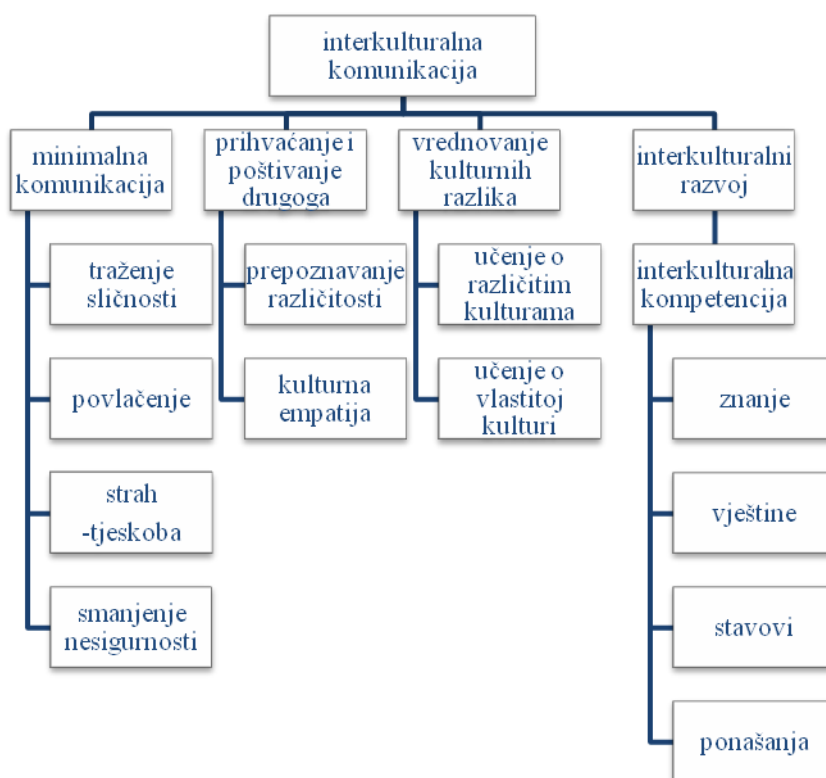 interkulturalna
komunikacija
minimalna
komunikacija
prihvaćanje i
poštivanje
drugoga
vrednovanje
kulturnih
razlika
interkulturalni
razvoj
traženje
sličnosti
povlačenje
strah
-tjeskoba
smanjenje
nesigurnosti
prepoznavanje
različitosti
kulturna
empatija
učenje o
različitim
kulturama
učenje o
vlastitoj
kulturi
interkulturalna
kompetencija
znanje
vještine
stavovi
ponašanja